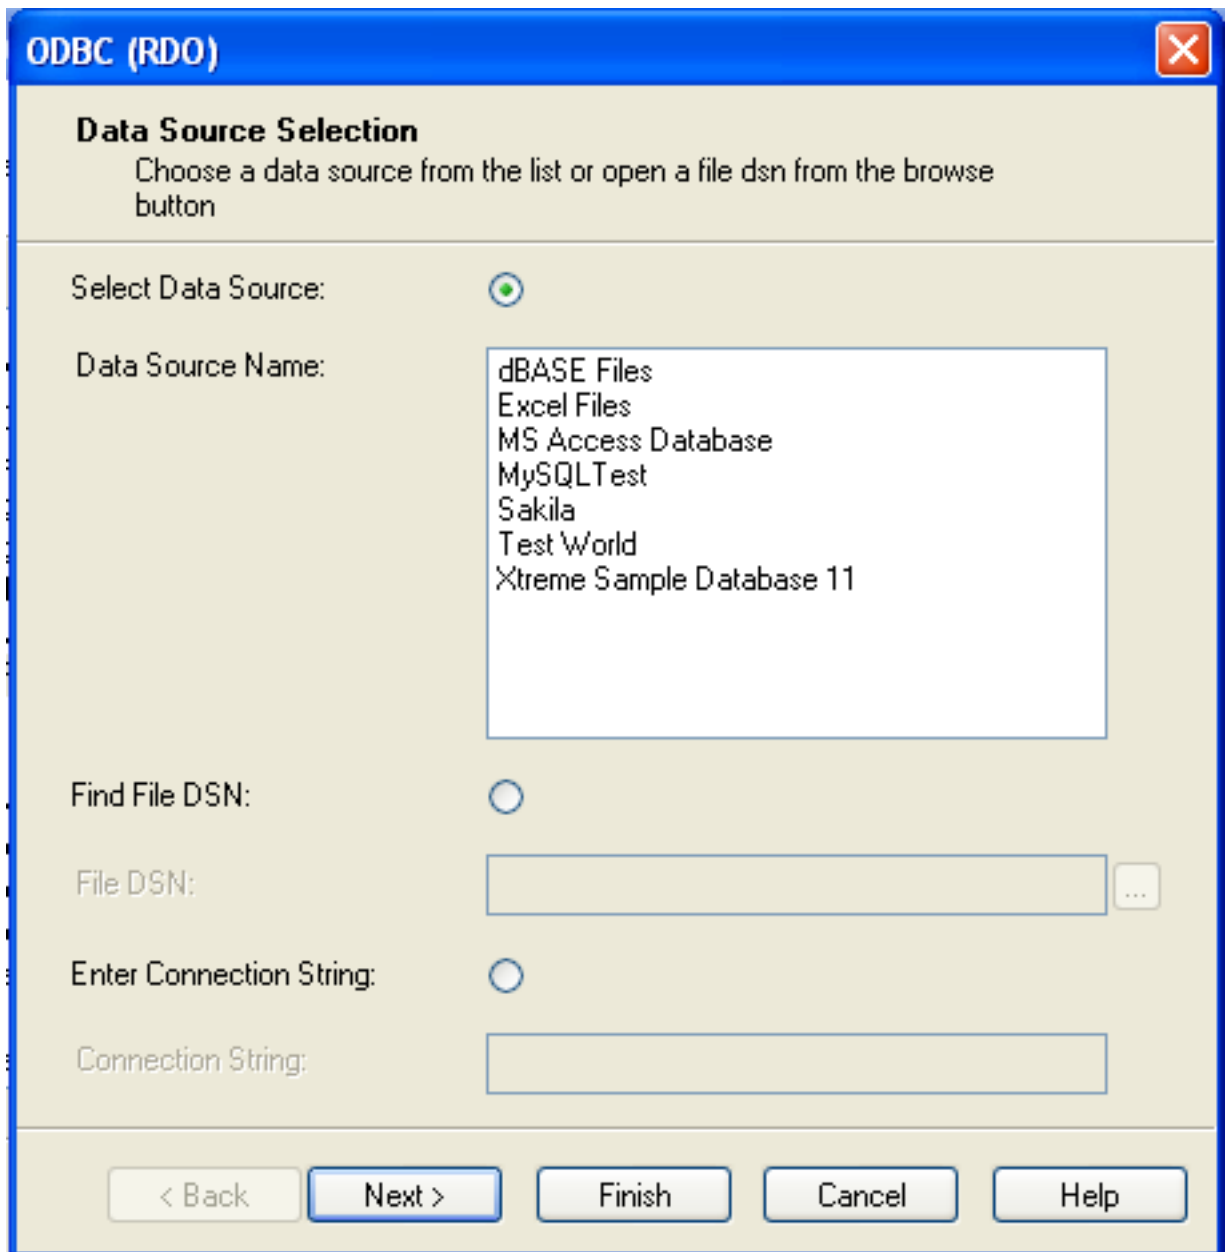 ODBC (RDO)
Data Source Selection
Choose a data source from the list or open a file dsn from the browse
button
Select Data Source:
Data Source Name:
dBASE Files
Excel Files
MS Access Database
MySQLTest
Sakila
Test World
Xtreme Sample Database 11
Find File DSN:
File DSN:
...
Enter Connection String:
Connection String:
< Back
Next >
Finish
Cancel
Help